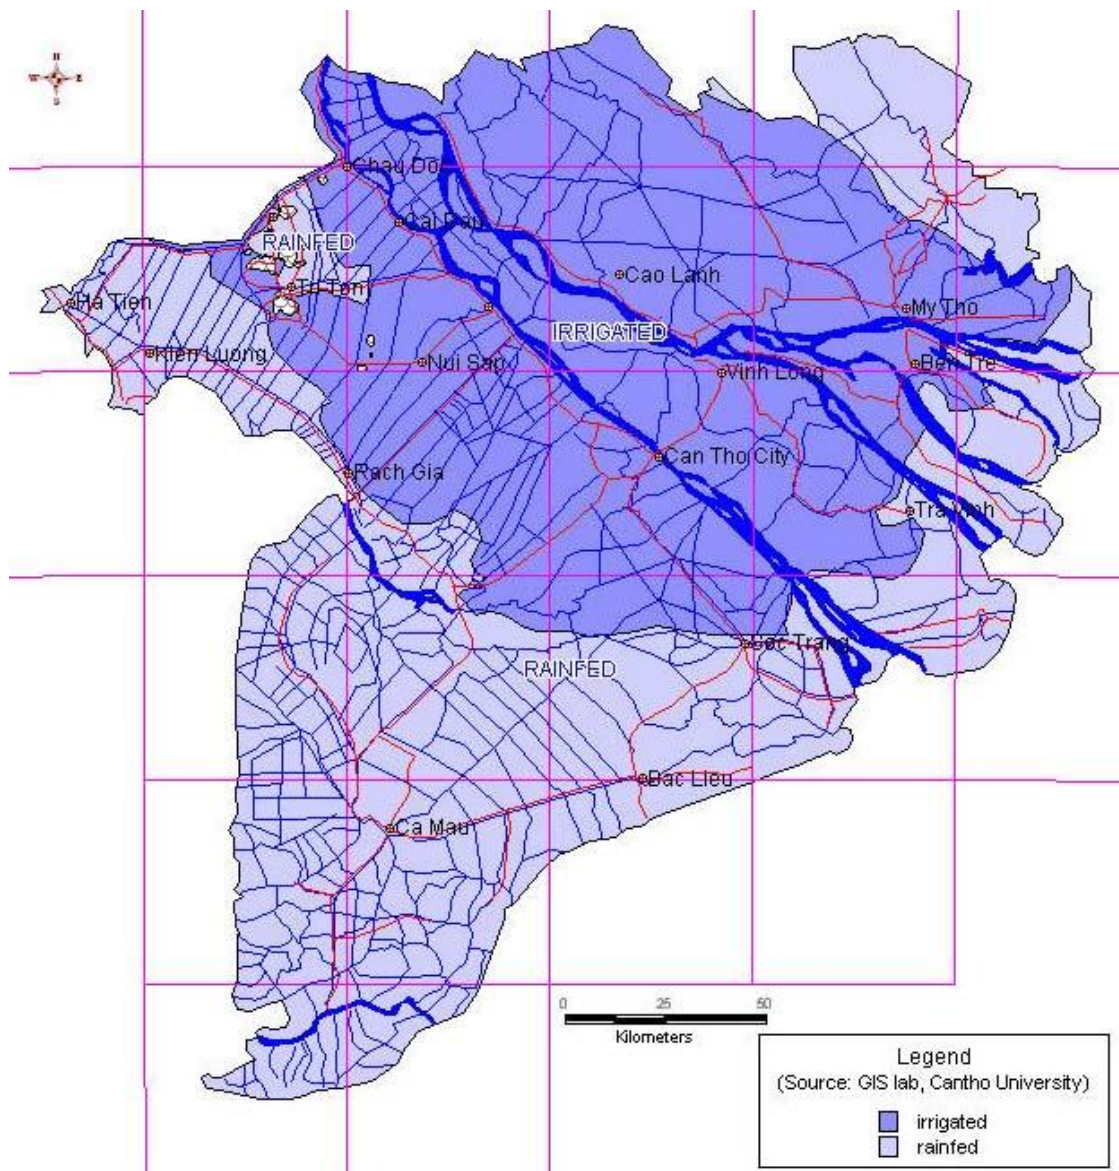 N
W E
S
Chau Doc
Cai Dau
RAINFED
Tri Ton
Cao Lanh
Ha Tien
My Tho
IRRIGATED
Kien Luong
Nui Sap
Vinh Long
Ben Tre
Can Tho City
Rach Gia
Tra Vinh
Soc Trang
RAINFED
Bac Lieu
Ca Mau
0 25 50
Kilometers
Legend
(Source: GIS lab, Cantho University)
irrigated
rainfed